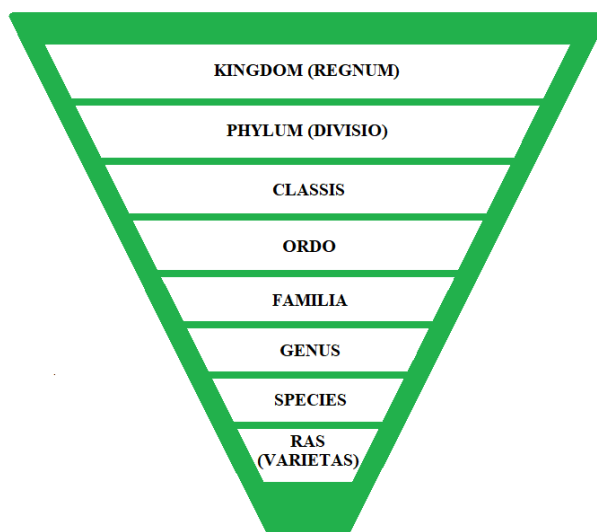 KINGDOM (REGNUM)
PHYLUM (DIVISIO)
CLASSIS
ORDO
FAMILIA
GENUS
SPECIES
RAS
(VARIETAS)